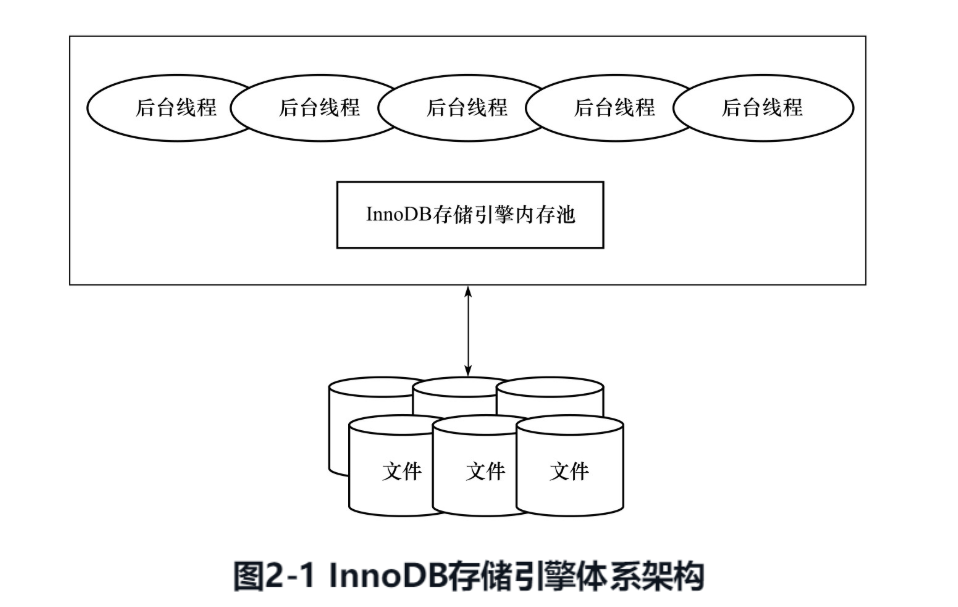 后台线程 后台线程 后台线程 后台线程 后台线程
InnoDB存储引擎内存池
文件 文件 文件
图2-1 InnoDB存储引擎体系架构